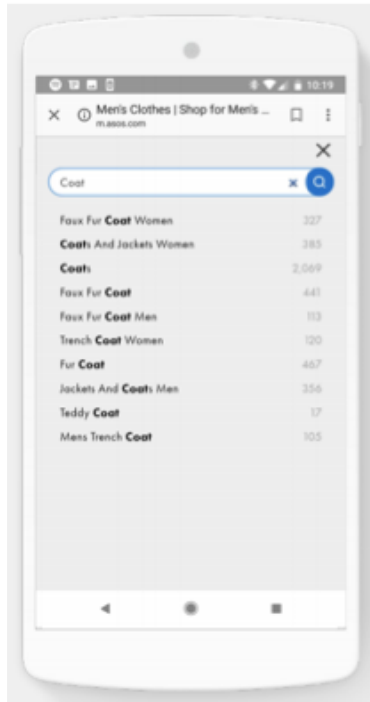 10:19
Men's Clothes | Shop for Men's ...
m.asos.com
Coat
Faux Fur Coat Women 327
Coats And Jackets Women 385
Coats 2,069
Faux Fur Coat 441
Faux Fur Coat Men 113
Trench Coat Women 120
Fur Coat 467
Jackets And Coats Men 356
Teddy Coat 17
Mens Trench Coat 105